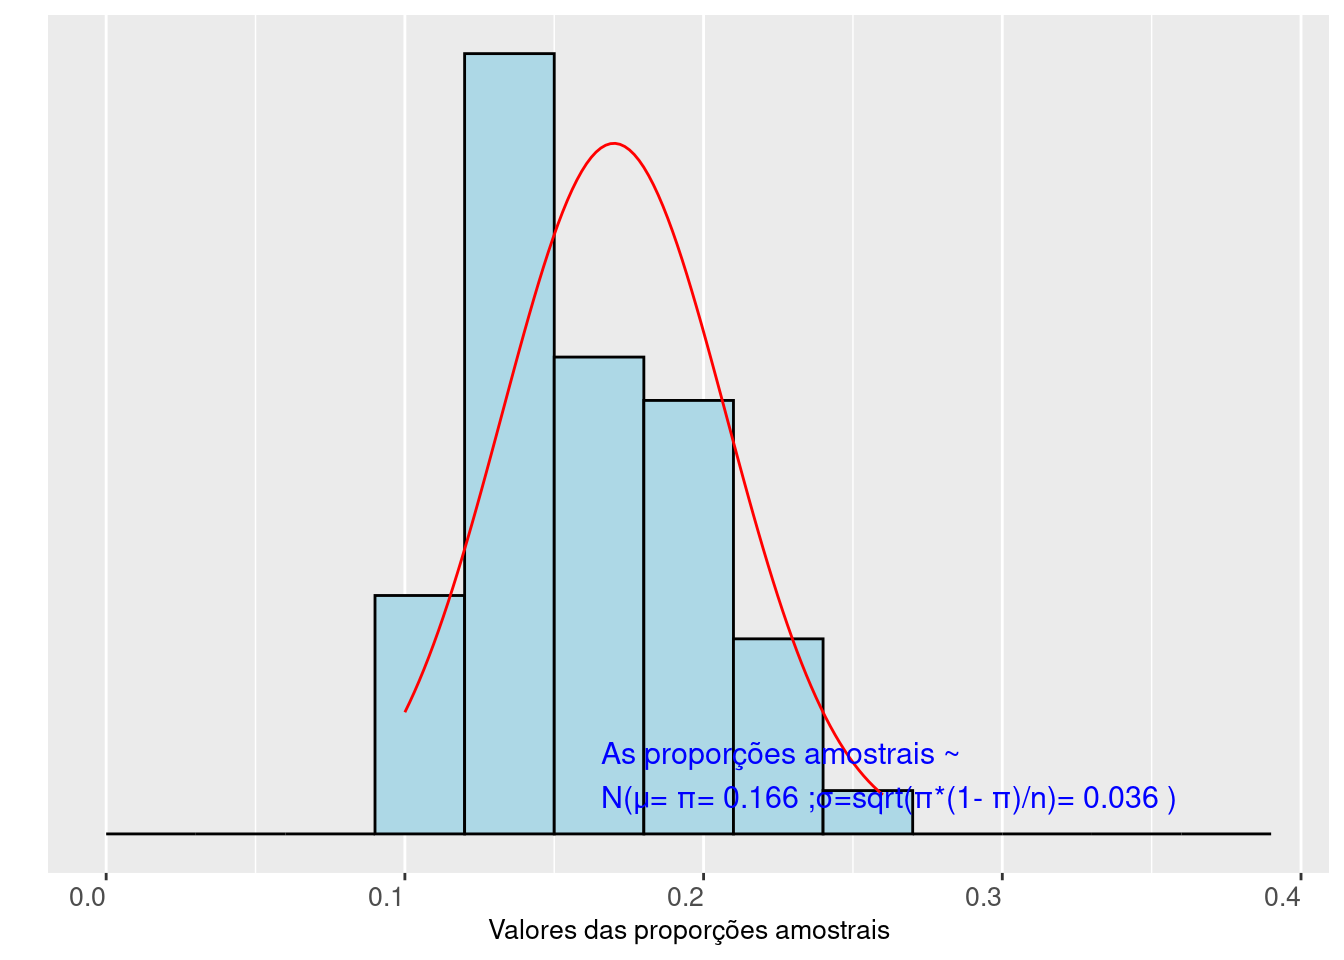 As proporções amostrais ~
N(μ= π= 0.166 ;σ=sqrt(π*(1- π)/n)= 0.036 )
0.0 0.1 0.2 0.3 0.4
Valores das proporções amostrais